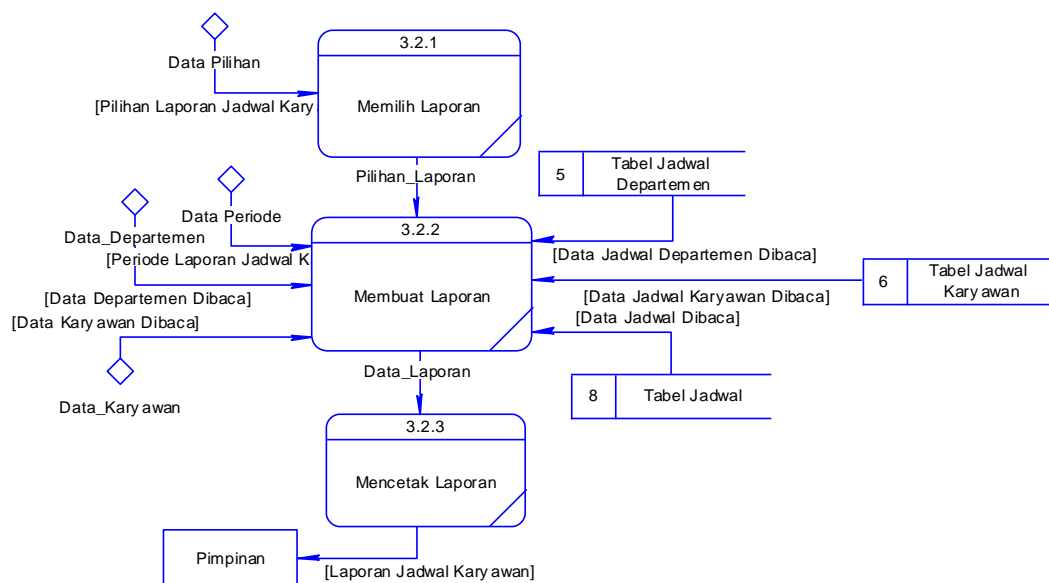 3.2.1
Memilih Laporan
Data Pilihan
[Pilihan Laporan Jadwal Kary
Pilihan_Laporan
5
Tabel Jadwal
Departemen
Data Periode
Data_Departemen
[Periode Laporan Jadwal K
3.2.2
Membuat Laporan
[Data Jadwal Departemen Dibaca]
6
Tabel Jadwal
Karyawan
[Data Departemen Dibaca]
[Data Jadwal Karyawan Dibaca]
[Data Karyawan Dibaca]
[Data Jadwal Dibaca]
Data_Karyawan
Data_Laporan
8
Tabel Jadwal
3.2.3
Mencetak Laporan
Pimpinan
[Laporan Jadwal Karyawan]